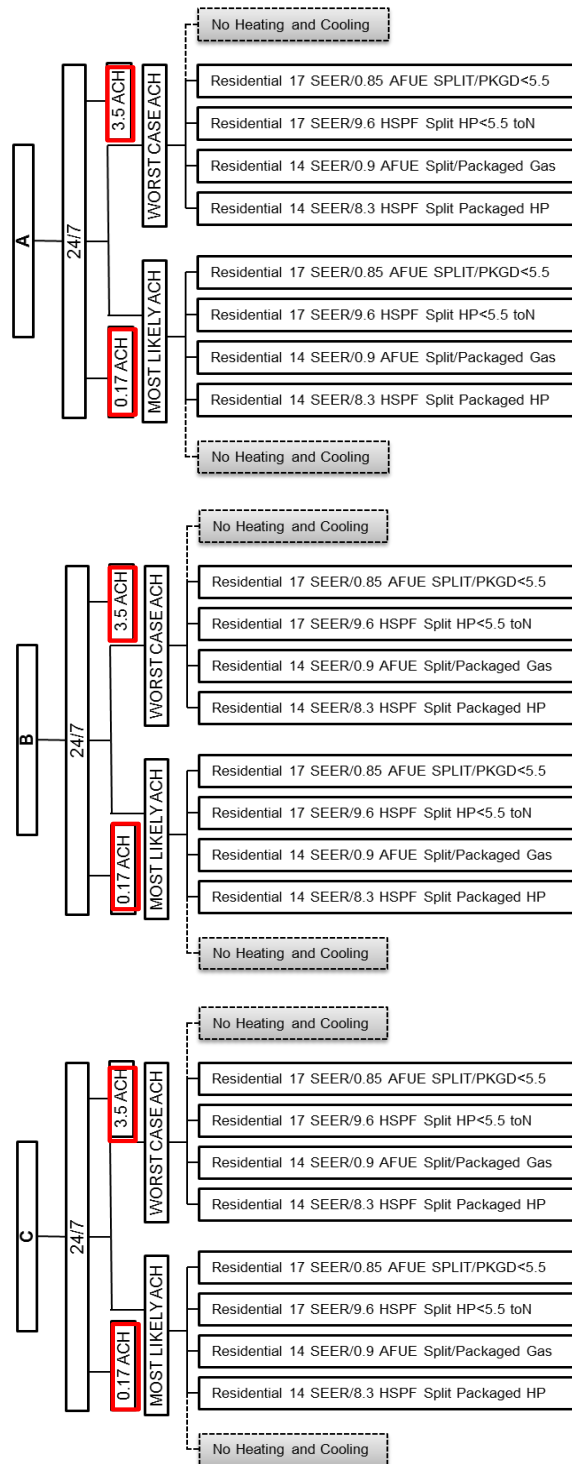 A
24/7
3.5 ACH
0.17 ACH
WORST CASE ACH
MOST LIKELY ACH
No Heating and Cooling
Residential 17 SEER/0.85 AFUE SPLIT/PKGD<5.5
Residential 17 SEER/9.6 HSPF Split HP<5.5 toN
Residential 14 SEER/0.9 AFUE Split/Packaged Gas
Residential 14 SEER/8.3 HSPF Split Packaged HP
Residential 17 SEER/0.85 AFUE SPLIT/PKGD<5.5
Residential 17 SEER/9.6 HSPF Split HP<5.5 toN
Residential 14 SEER/0.9 AFUE Split/Packaged Gas
Residential 14 SEER/8.3 HSPF Split Packaged HP
No Heating and Cooling
B
24/7
3.5 ACH
0.17 ACH
WORST CASE ACH
MOST LIKELY ACH
No Heating and Cooling
Residential 17 SEER/0.85 AFUE SPLIT/PKGD<5.5
Residential 17 SEER/9.6 HSPF Split HP<5.5 toN
Residential 14 SEER/0.9 AFUE Split/Packaged Gas
Residential 14 SEER/8.3 HSPF Split Packaged HP
Residential 17 SEER/0.85 AFUE SPLIT/PKGD<5.5
Residential 17 SEER/9.6 HSPF Split HP<5.5 toN
Residential 14 SEER/0.9 AFUE Split/Packaged Gas
Residential 14 SEER/8.3 HSPF Split Packaged HP
No Heating and Cooling
C
24/7
3.5 ACH
0.17 ACH
WORST CASE ACH
MOST LIKELY ACH
No Heating and Cooling
Residential 17 SEER/0.85 AFUE SPLIT/PKGD<5.5
Residential 17 SEER/9.6 HSPF Split HP<5.5 toN
Residential 14 SEER/0.9 AFUE Split/Packaged Gas
Residential 14 SEER/8.3 HSPF Split Packaged HP
Residential 17 SEER/0.85 AFUE SPLIT/PKGD<5.5
Residential 17 SEER/9.6 HSPF Split HP<5.5 toN
Residential 14 SEER/0.9 AFUE Split/Packaged Gas
Residential 14 SEER/8.3 HSPF Split Packaged HP
No Heating and Cooling